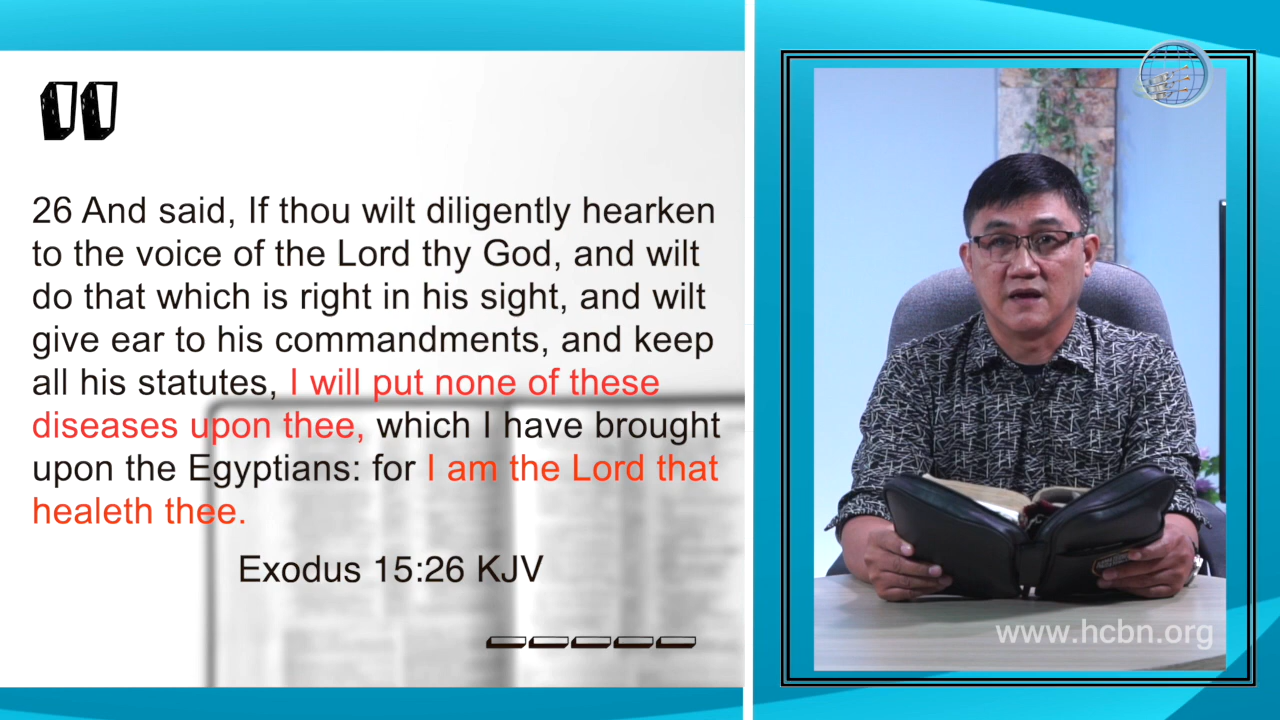 26 And said, If thou wilt diligently hearken
to the voice of the Lord thy God, and wilt
do that which is right in his sight, and wilt
give ear to his commandments, and keep
all his statutes, I will put none of these
diseases upon thee, which I have brought
upon the Egyptians: for I am the Lord that
healeth thee.
Exodus 15:26 KJV
www.hcbn.org